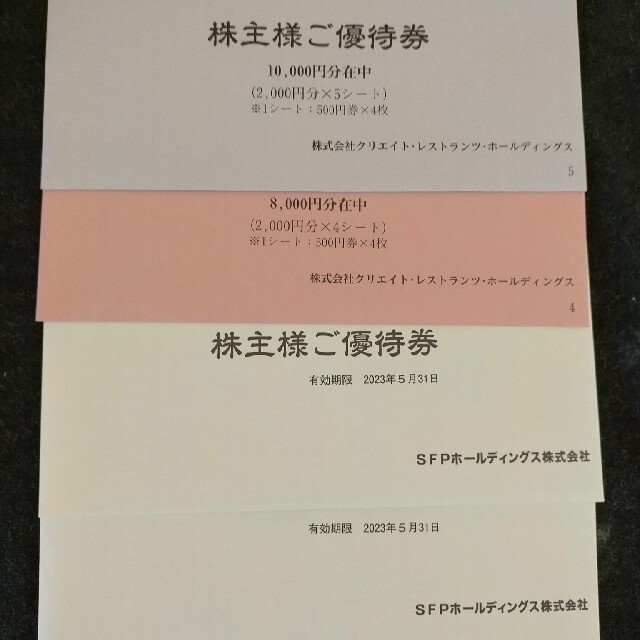 株主様ご優待券
10,000円分在中
(2,000円分×5シート)
※1シート：500円券×4枚
株式会社クリエイト・レストランツ・ホールディングス
5
8,000円分在中
(2,000円分×4シート)
※1シート：500円券×4枚
株式会社クリエイト・レストランツ・ホールディングス
4
株主様ご優待券
有効期限　2023年5月31日
SFPホールディングス株式会社
有効期限　2023年5月31日
SFPホールディングス株式会社